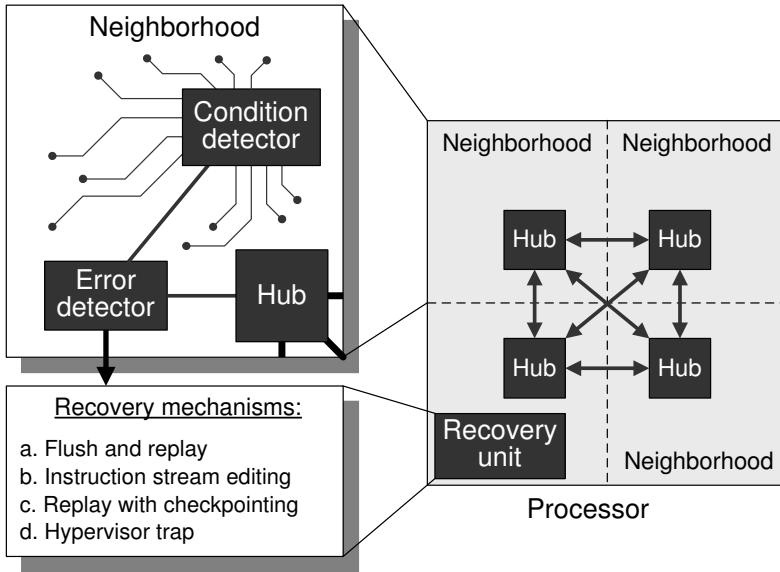 Neighborhood
Condition
detector
Error
detector
Hub
Recovery mechanisms:
a. Flush and replay
b. Instruction stream editing
c. Replay with checkpointing
d. Hypervisor trap
Neighborhood
Neighborhood
Hub
Hub
Hub
Hub
Recovery
unit
Neighborhood
Processor